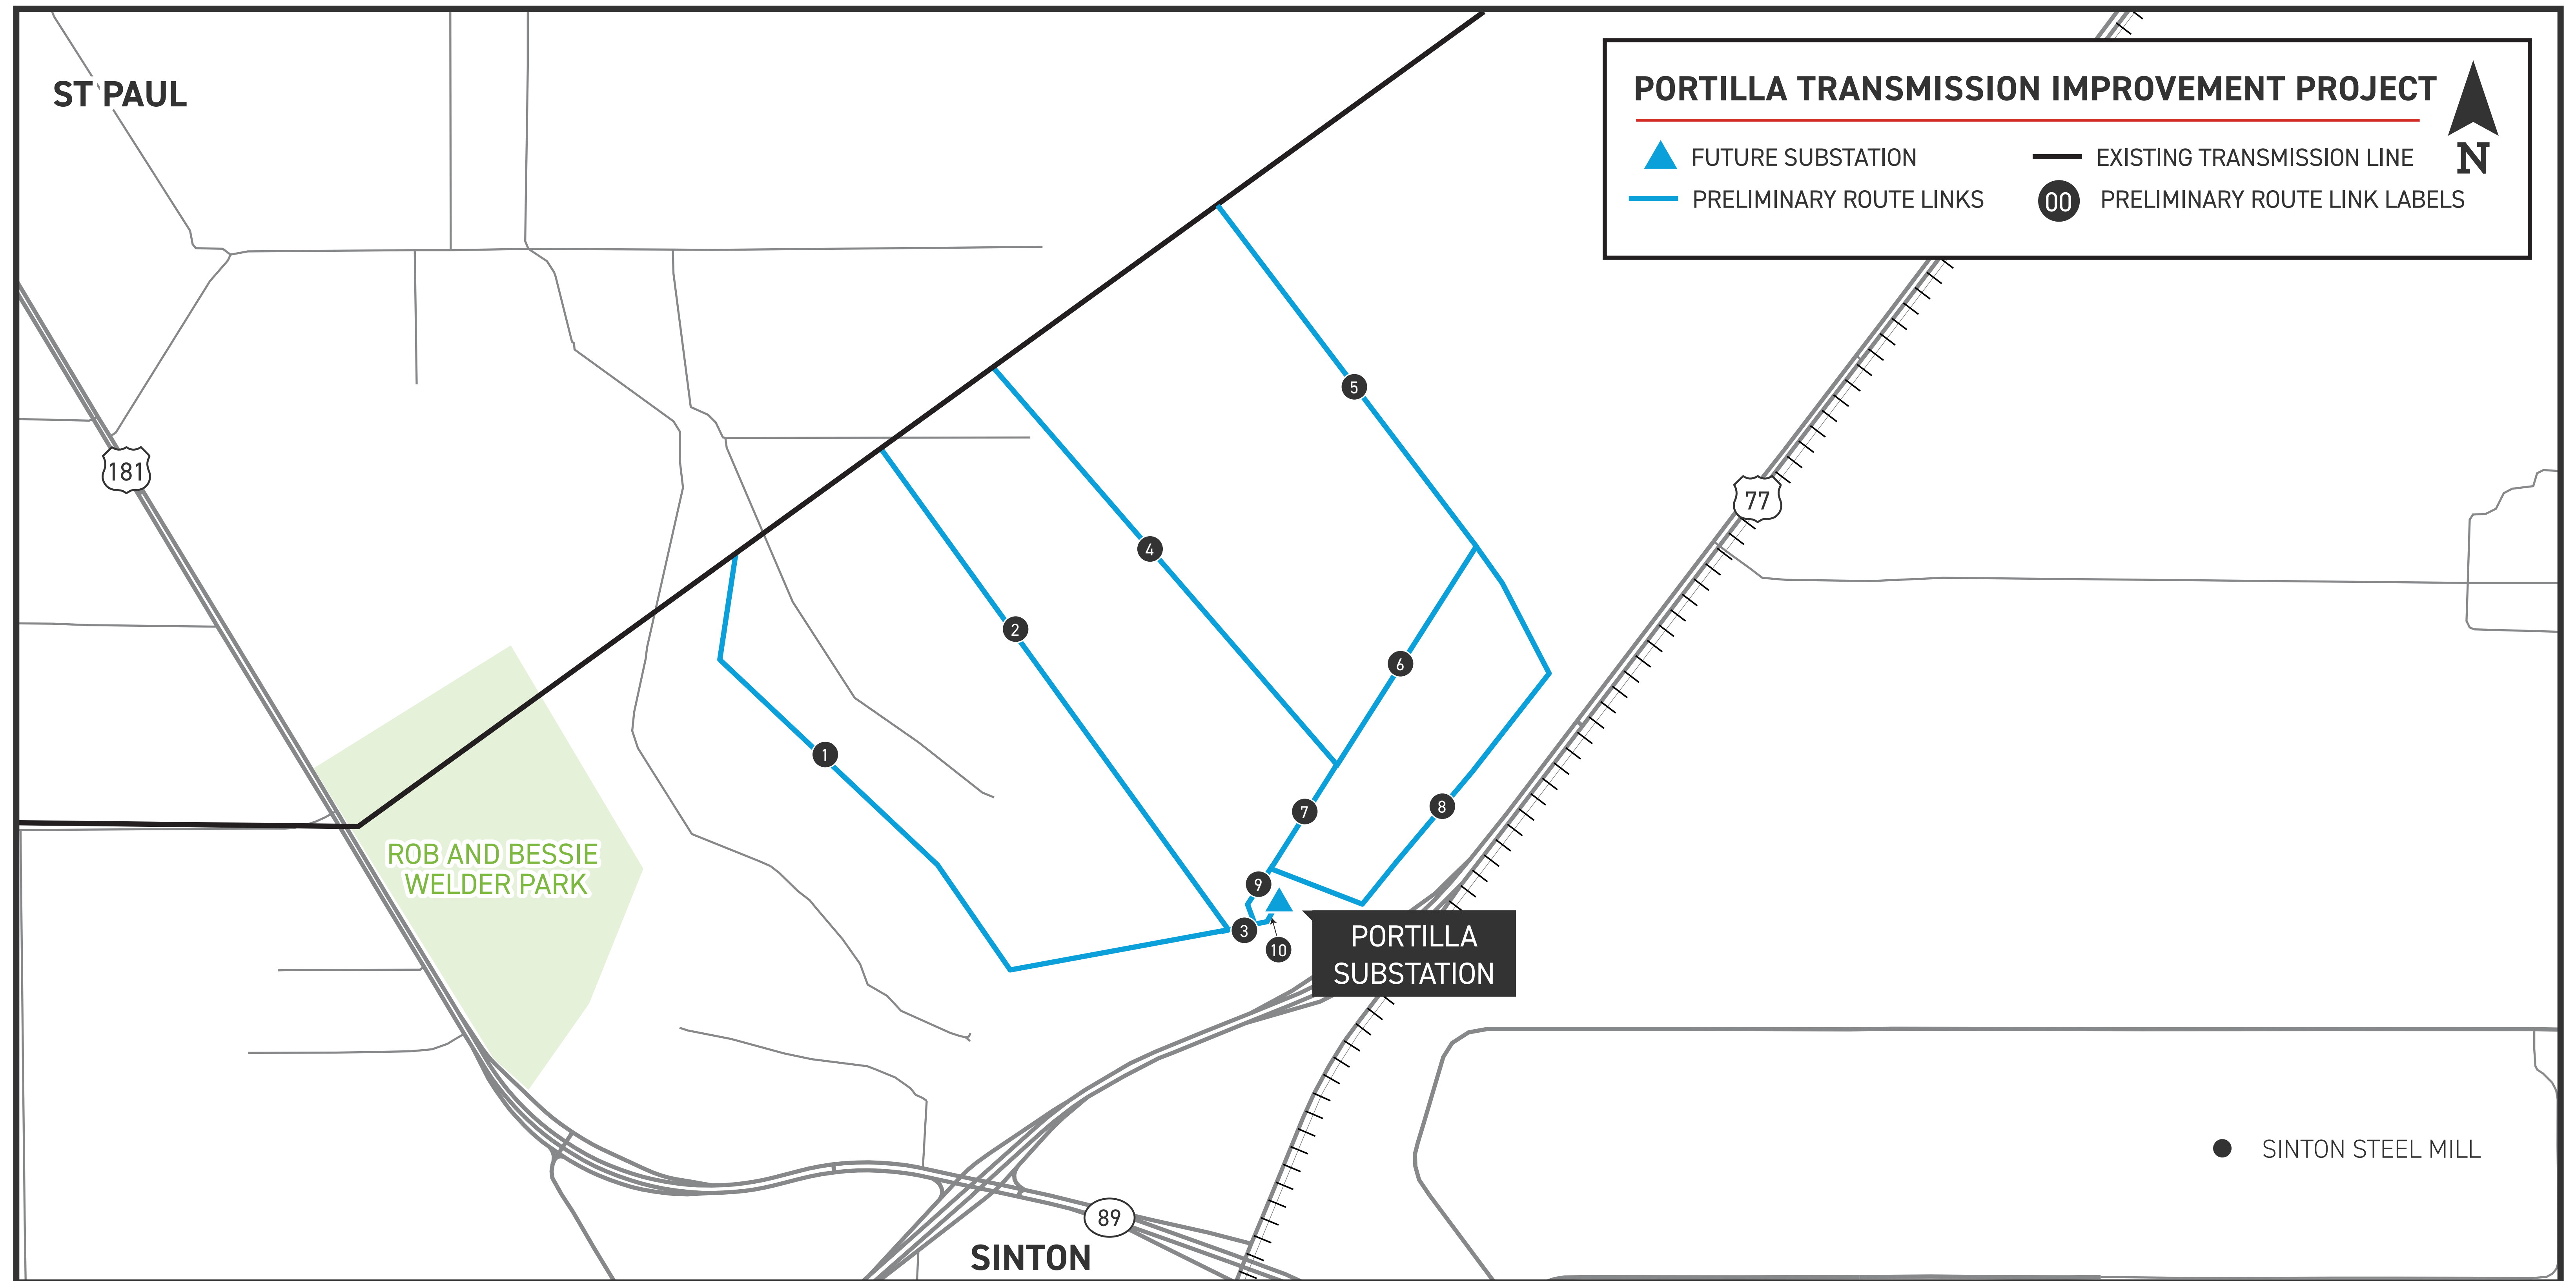 ST PAUL
PORTILLA TRANSMISSION IMPROVEMENT PROJECT
FUTURE SUBSTATION
EXISTING TRANSMISSION LINE
N
PRELIMINARY ROUTE LINKS
00
PRELIMINARY ROUTE LINK LABELS
5
181
77
4
2
6
1
8
7
ROB AND BESSIE
WELDER PARK
9
3
10
PORTILLA
SUBSTATION
SINTON STEEL MILL
89
SINTON